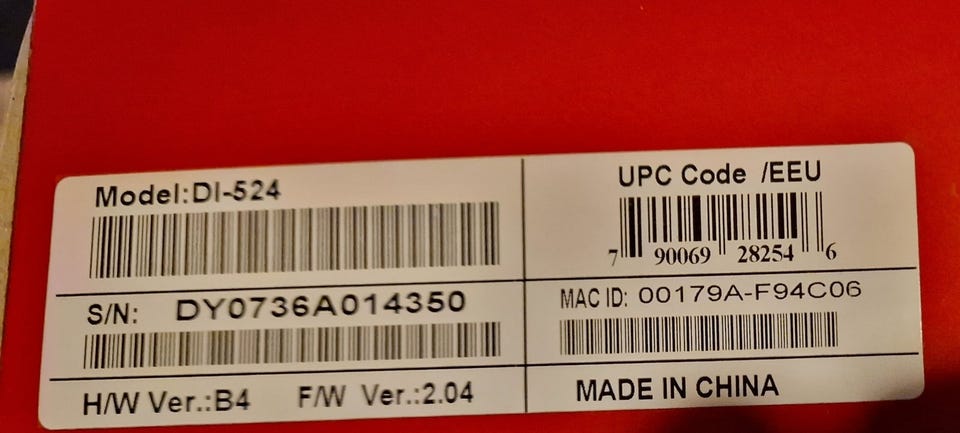 Model:DI-524
S/N: DY0736A014350
H/W Ver.:B4 F/W Ver.:2.04
UPC Code /EEU
7 90069 28254 6
MAC ID: 00179A-F94C06
MADE IN CHINA